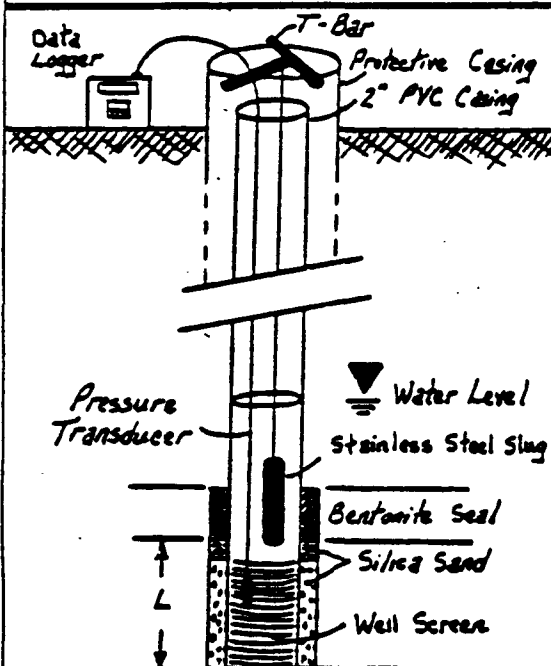 T-Bar
Data
Logger
Protective Casing
2" PVC Casing
Water Level
Pressure
Transducer
Stainless Steel Slug
Bentonite Seal
Silica Sand
L
Well Screen